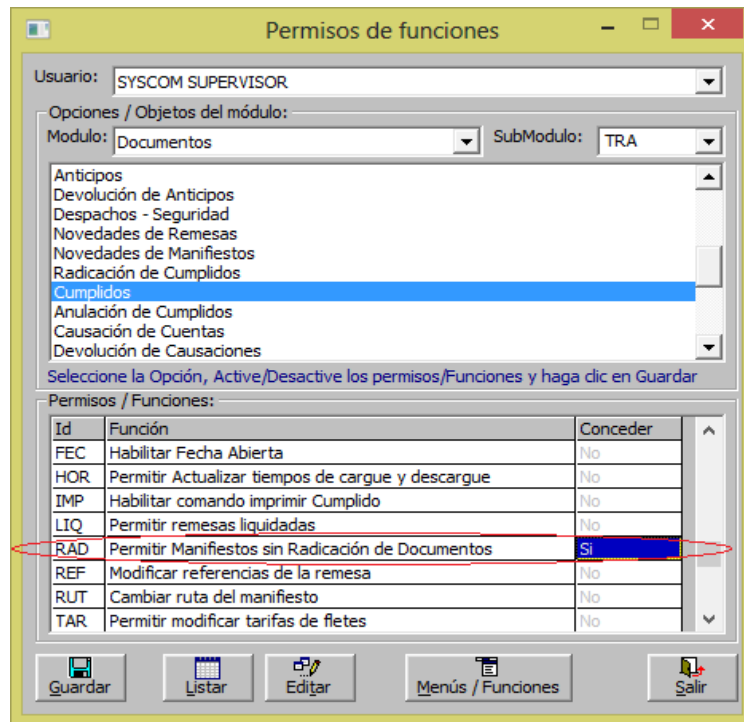 Permisos de funciones
Usuario: SYSCOM SUPERVISOR
Opciones / Objetos del módulo:
Modulo: Documentos SubModulo: TRA
Anticipos
Devolución de Anticipos
Despachos - Seguridad
Novedades de Remesas
Novedades de Manifiestos
Radicación de Cumplidos
Cumplidos
Anulación de Cumplidos
Causación de Cuentas
Devolución de Causaciones
Seleccione la Opción, Active/Desactive los permisos/Funciones y haga clic en Guardar
Permisos / Funciones:
Id Función Conceder
FEC Habilitar Fecha Abierta No
HOR Permitir Actualizar tiempos de cargue y descargue No
IMP Habilitar comando imprimir Cumplido No
LIQ Permitir remesas liquidadas No
RAD Permitir Manifiestos sin Radicación de Documentos Si
REF Modificar referencias de la remesa No
RUT Cambiar ruta del manifiesto No
TAR Permitir modificar tarifas de fletes No
Guardar Listar Editar Menús / Funciones Salir